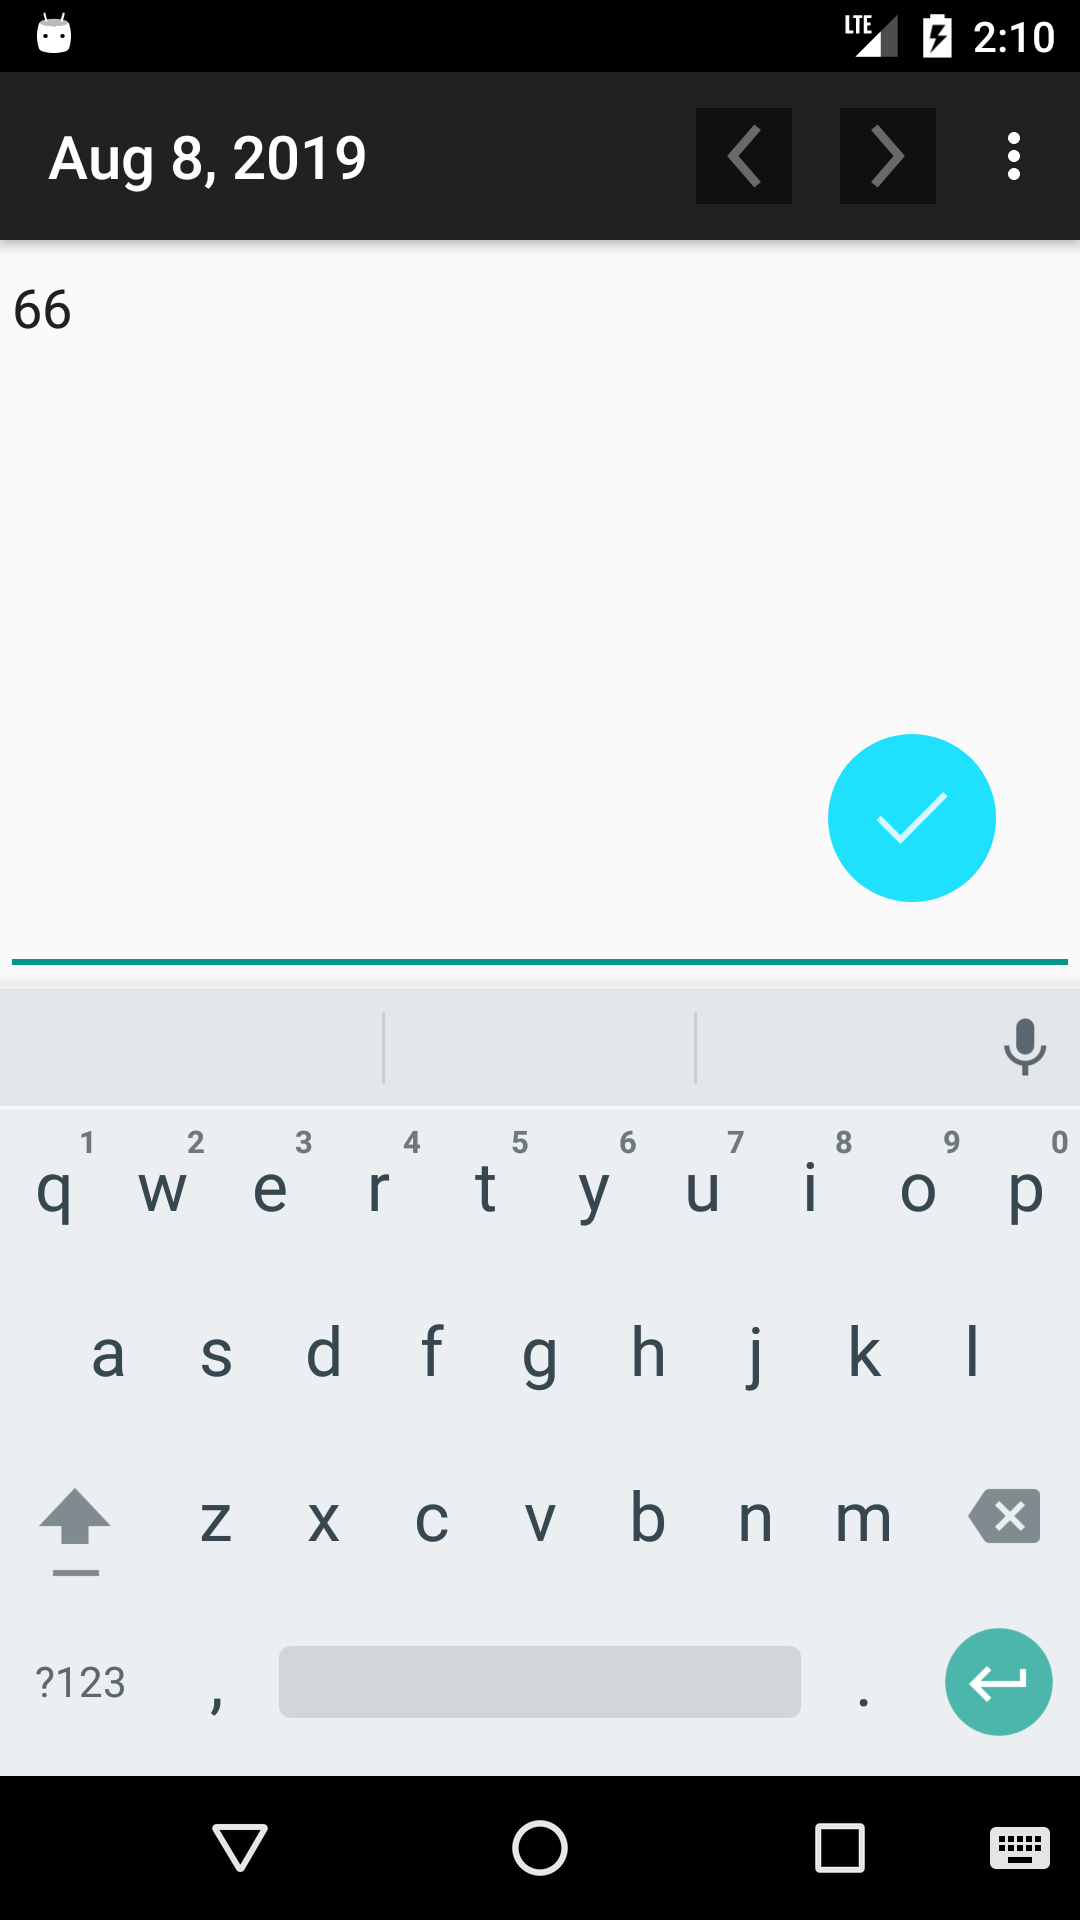 LTE 2:10
Aug 8, 2019
66
1 2 3 4 5 6 7 8 9 0
q w e r t y u i o p
a s d f g h j k l
z x c v b n m
?123 , .